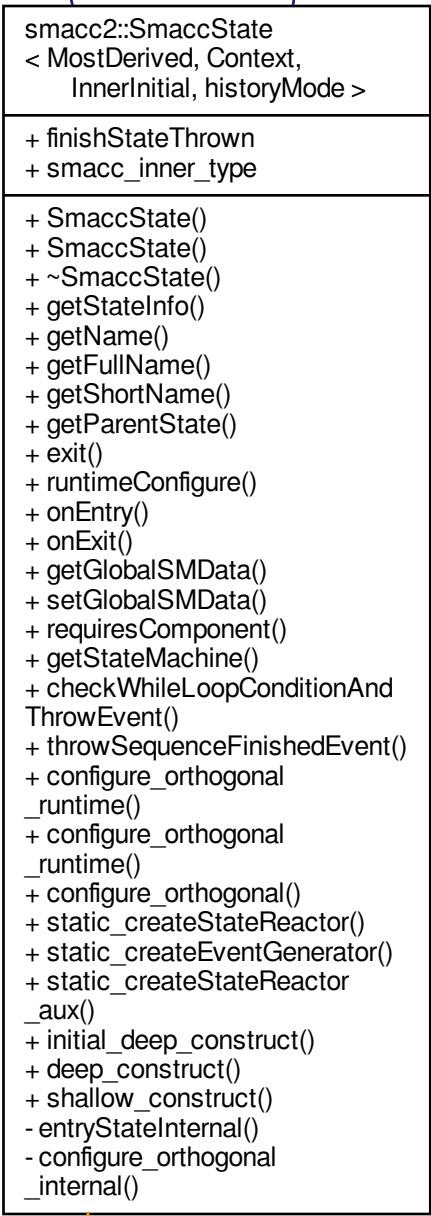 smacc2::SmaccState
< MostDerived, Context,
InnerInitial, historyMode >
+ finishStateThrown
+ smacc_inner_type
+ SmaccState()
+ SmaccState()
+ ~SmaccState()
+ getStateInfo()
+ getName()
+ getFullName()
+ getShortName()
+ getParentState()
+ exit()
+ runtimeConfigure()
+ onEntry()
+ onExit()
+ getGlobalSMData()
+ setGlobalSMData()
+ requiresComponent()
+ getStateMachine()
+ checkWhileLoopConditionAnd
ThrowEvent()
+ throwSequenceFinishedEvent()
+ configure_orthogonal
_runtime()
+ configure_orthogonal
_runtime()
+ configure_orthogonal()
+ static_createStateReactor()
+ static_createEventGenerator()
+ static_createStateReactor
_aux()
+ initial_deep_construct()
+ deep_construct()
+ shallow_construct()
- entryStateInternal()
- configure_orthogonal
_internal()